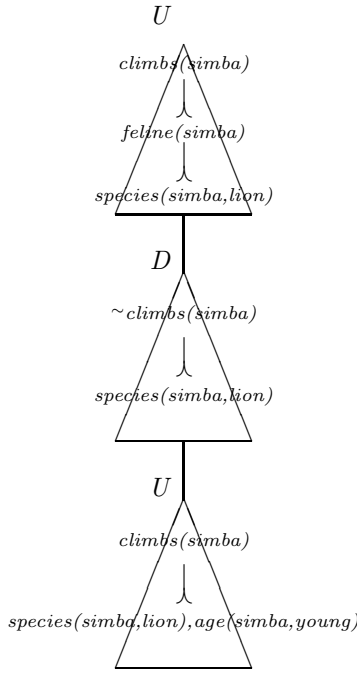 U
climbs(simba)
feline(simba)
species(simba,lion)
D
~climbs(simba)
species(simba,lion)
U
climbs(simba)
species(simba,lion),age(simba,young)